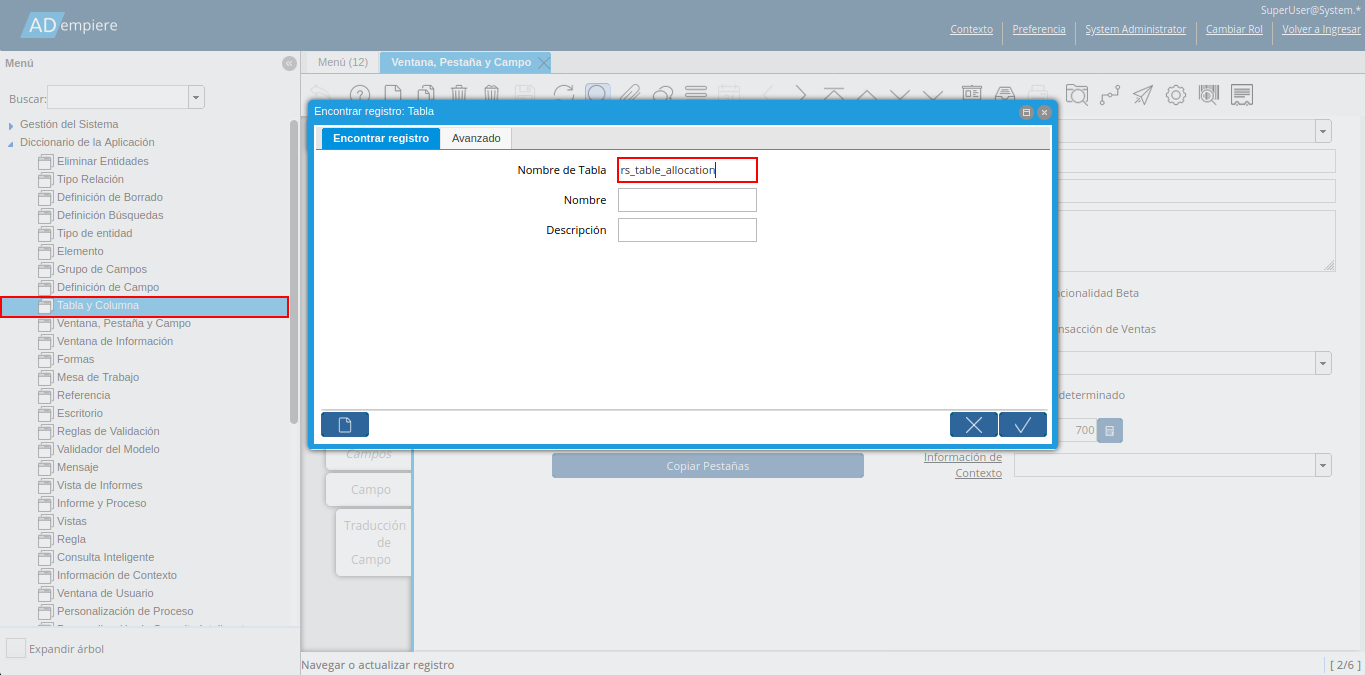 ADempiere
SuperUser@System.*
Contexto
Preferencia
System Administrator
Cambiar Rol
Volver a Ingresar
Menú
Menú (12)
Ventana, Pestaña y Campo
Buscar:
Gestión del Sistema
Diccionario de la Aplicación
Eliminar Entidades
Tipo Relación
Definición de Borrado
Definición Búsquedas
Tipo de entidad
Elemento
Grupo de Campos
Definición de Campo
Tabla y Columna
Ventana, Pestaña y Campo
Ventana de Información
Formas
Mesa de Trabajo
Referencia
Escritorio
Reglas de Validación
Validador del Modelo
Mensaje
Vista de Informes
Informe y Proceso
Vistas
Regla
Consulta Inteligente
Información de Contexto
Ventana de Usuario
Personalización de Proceso
Expandir árbol
Encontrar registro: Tabla
Encontrar registro
Avanzado
Nombre de Tabla
rs_table_allocation
Nombre
Descripción
cionalidad Beta
nsacción de Ventas
determinado
700
Campos
Campo
Traducción
de
Campo
Copiar Pestañas
Información de
Contexto
Navegar o actualizar registro
[ 2/6 ]